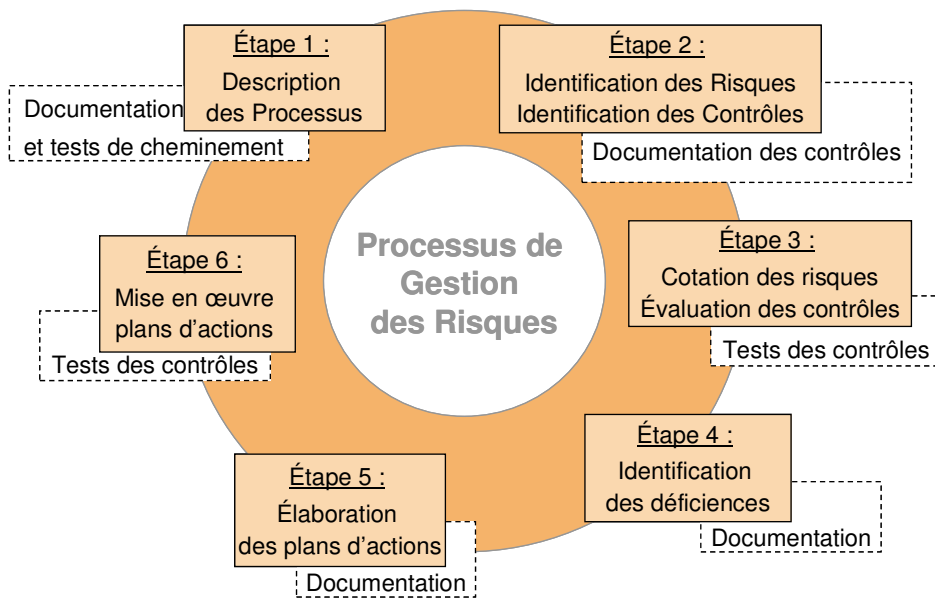 Étape 1 :
Description
des Processus
Documentation
et tests de cheminement
Étape 2 :
Identification des Risques
Identification des Contrôles
Documentation des contrôles
Étape 3 :
Cotation des risques
Évaluation des contrôles
Tests des contrôles
Étape 4 :
Identification
des déficiences
Documentation
Étape 5 :
Élaboration
des plans d’actions
Documentation
Étape 6 :
Mise en œuvre
plans d’actions
Tests des contrôles
Processus de
Gestion
des Risques